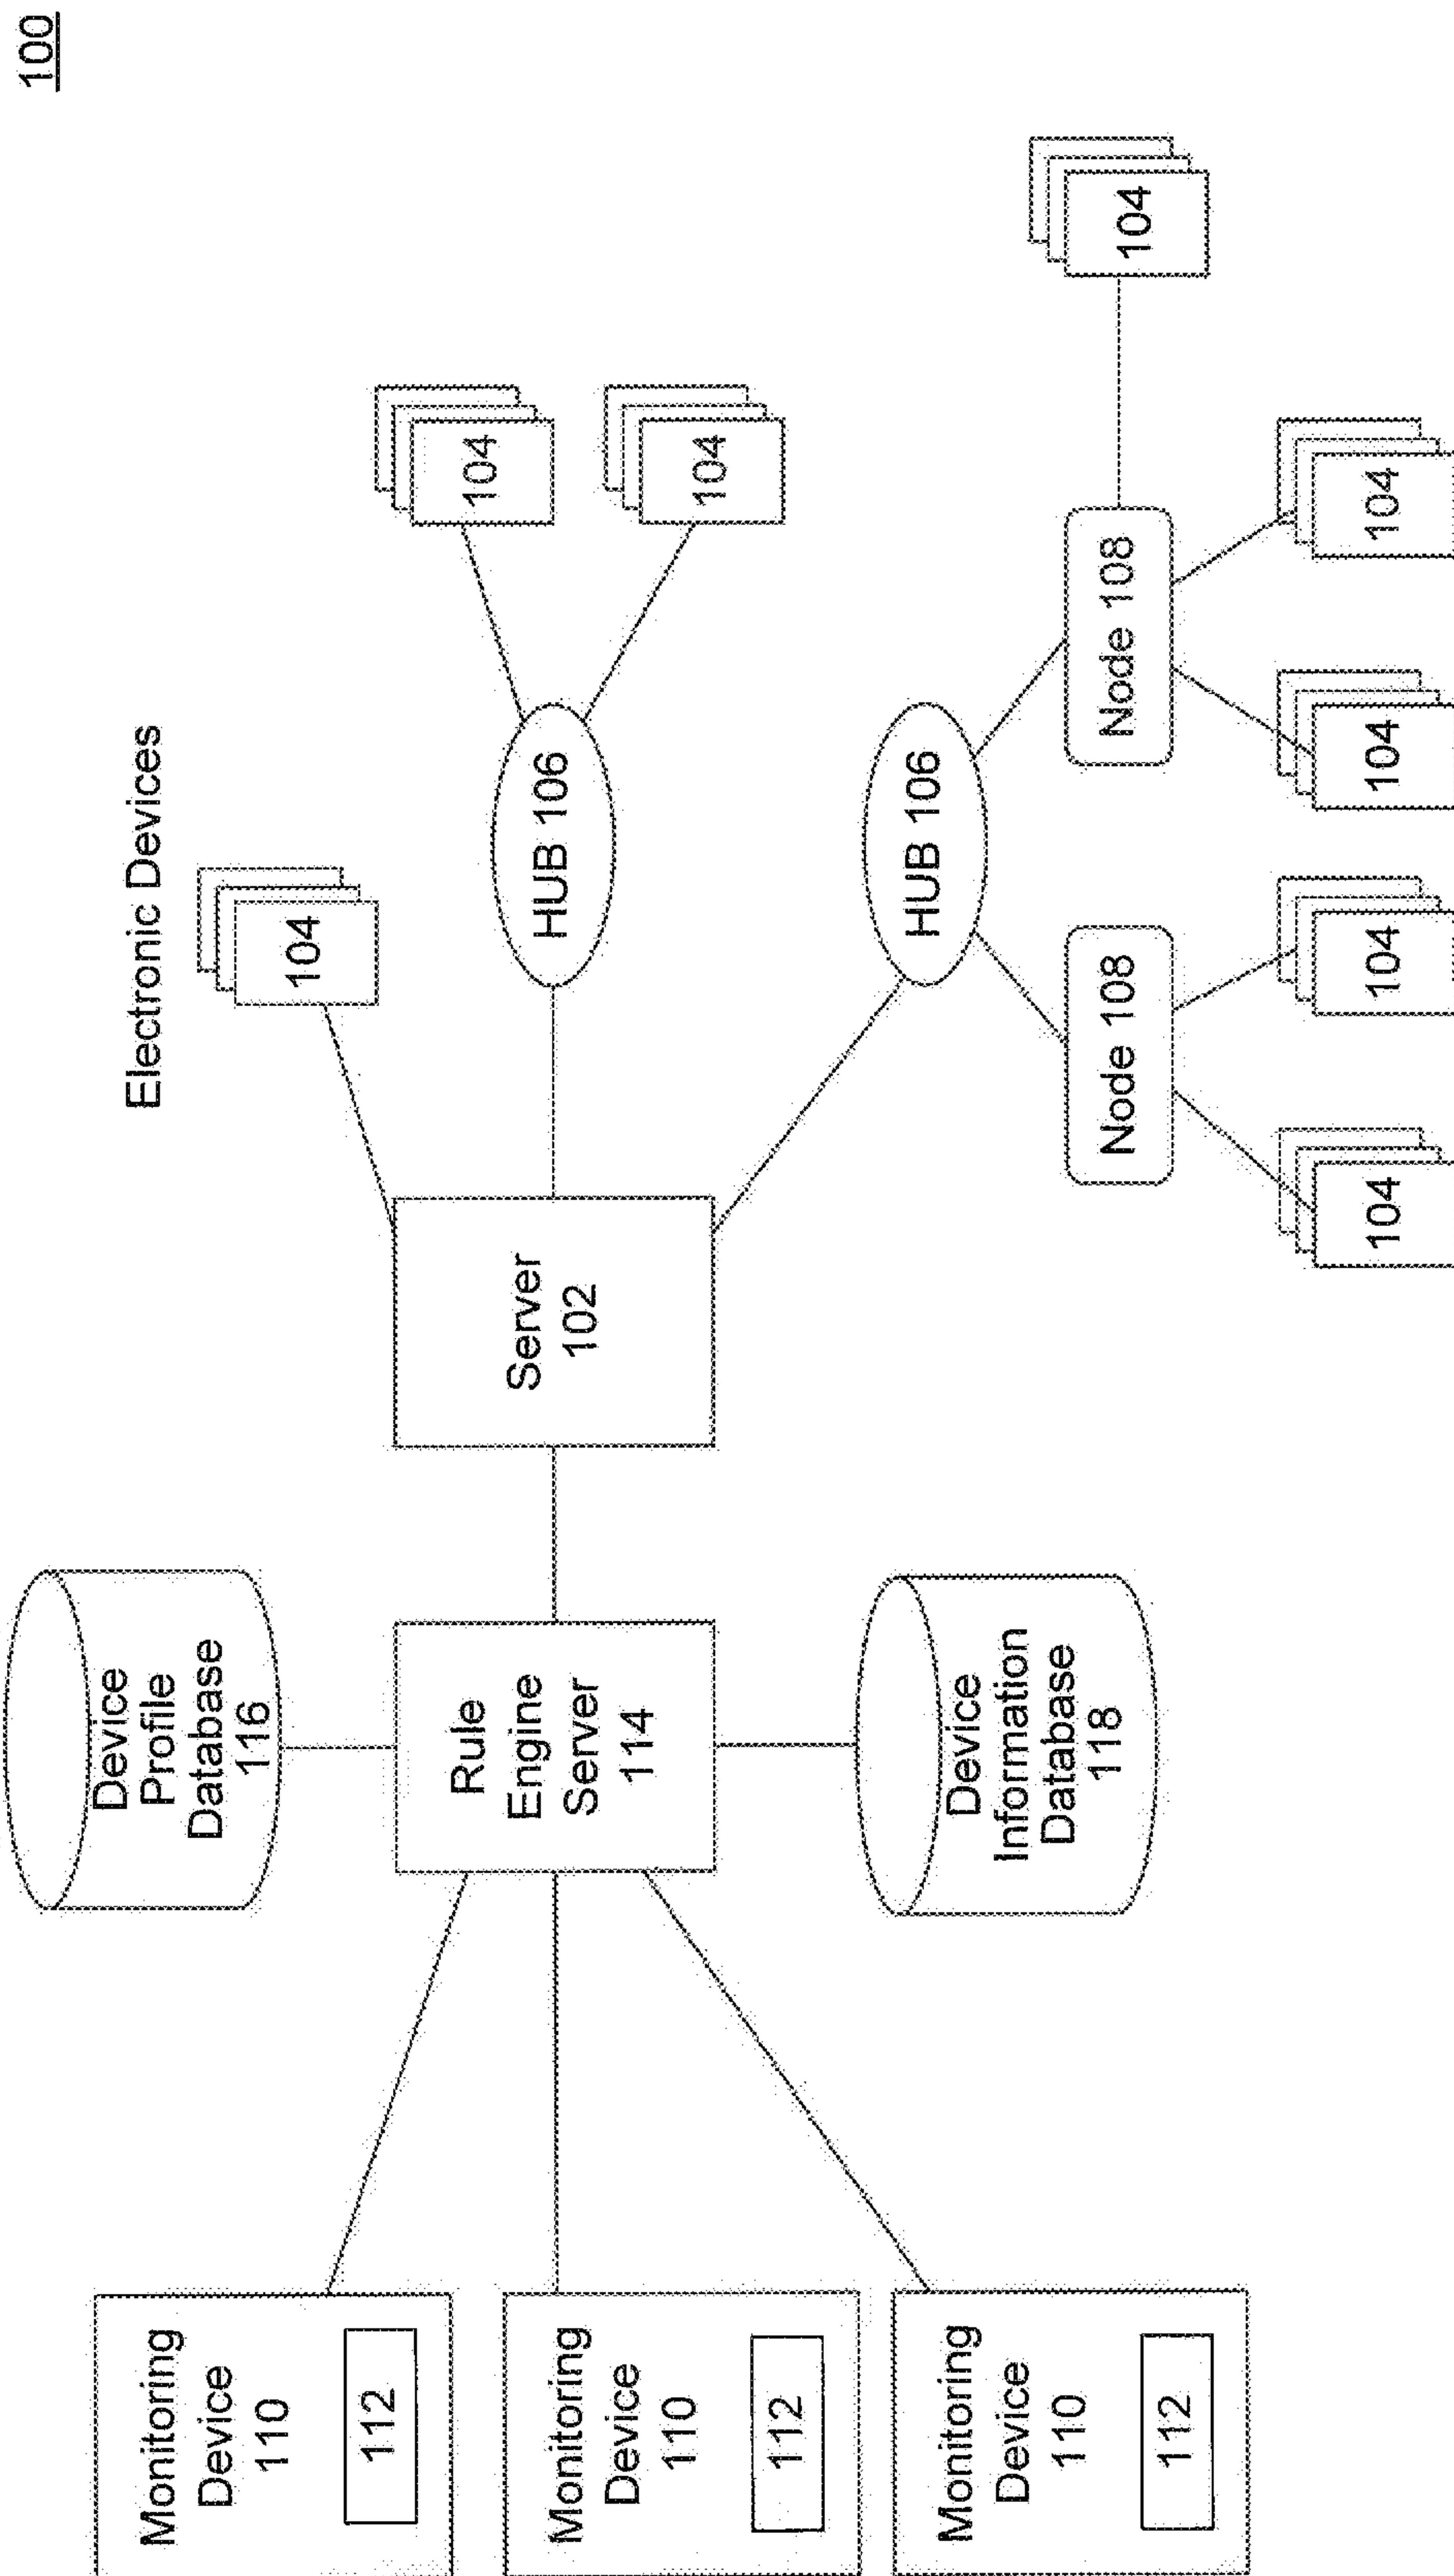 100
Electronic Devices
Device
Profile
Database
116
104
104
104
Monitoring
Device
110
112
Rule
Engine
Server
114
Server
102
HUB 106
Monitoring
Device
110
112
HUB 106
Device
Information
Database
118
Monitoring
Device
110
112
Node 108
Node 108
104
104
104
104
104